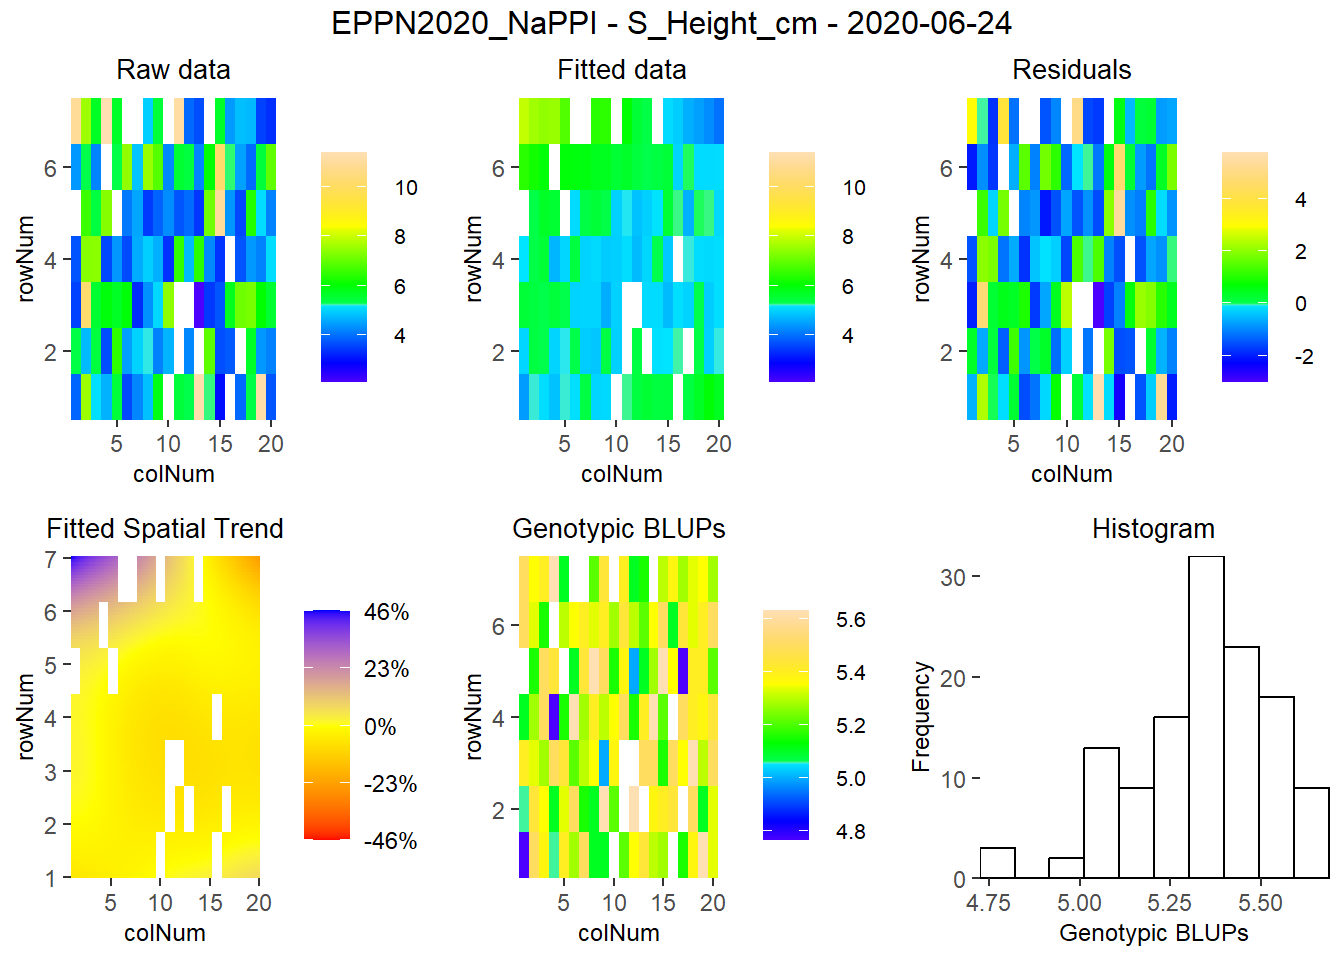 EPPN2020_NaPPI - S_Height_cm - 2020-06-24
Raw data
rowNum
6
4
2
5 10 15 20
colNum
10
8
6
4
Fitted data
rowNum
6
4
2
5 10 15 20
colNum
10
8
6
4
Residuals
rowNum
6
4
2
5 10 15 20
colNum
4
2
0
-2
Fitted Spatial Trend
rowNum
7
6
5
4
3
2
1
5 10 15 20
colNum
46%
23%
0%
-23%
-46%
Genotypic BLUPs
rowNum
6
4
2
5 10 15 20
colNum
5.6
5.4
5.2
5.0
4.8
Histogram
Frequency
30
20
10
0
4.75 5.00 5.25 5.50
Genotypic BLUPs